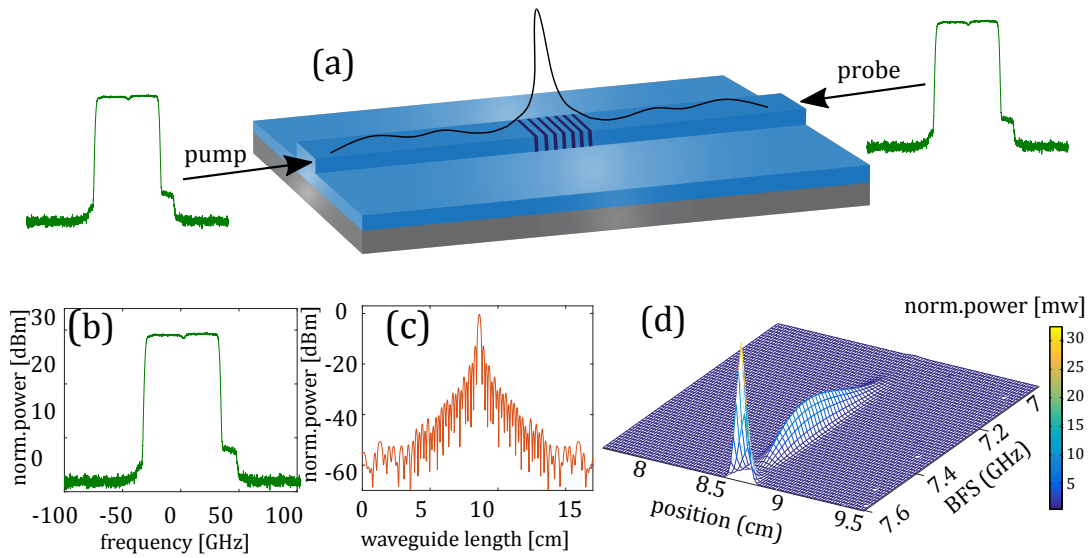 (a)
probe
pump
(b)
norm.power [dBm]
30
20
10
0
-100
-50
0
50
100
frequency [GHz]
(c)
norm.power [dBm]
0
-20
-40
-60
0
5
10
15
waveguide length [cm]
(d)
norm.power [mw]
30
25
20
15
10
5
8
8.5
9
9.5
position (cm)
7
7.2
7.4
7.6
BFS (GHz)